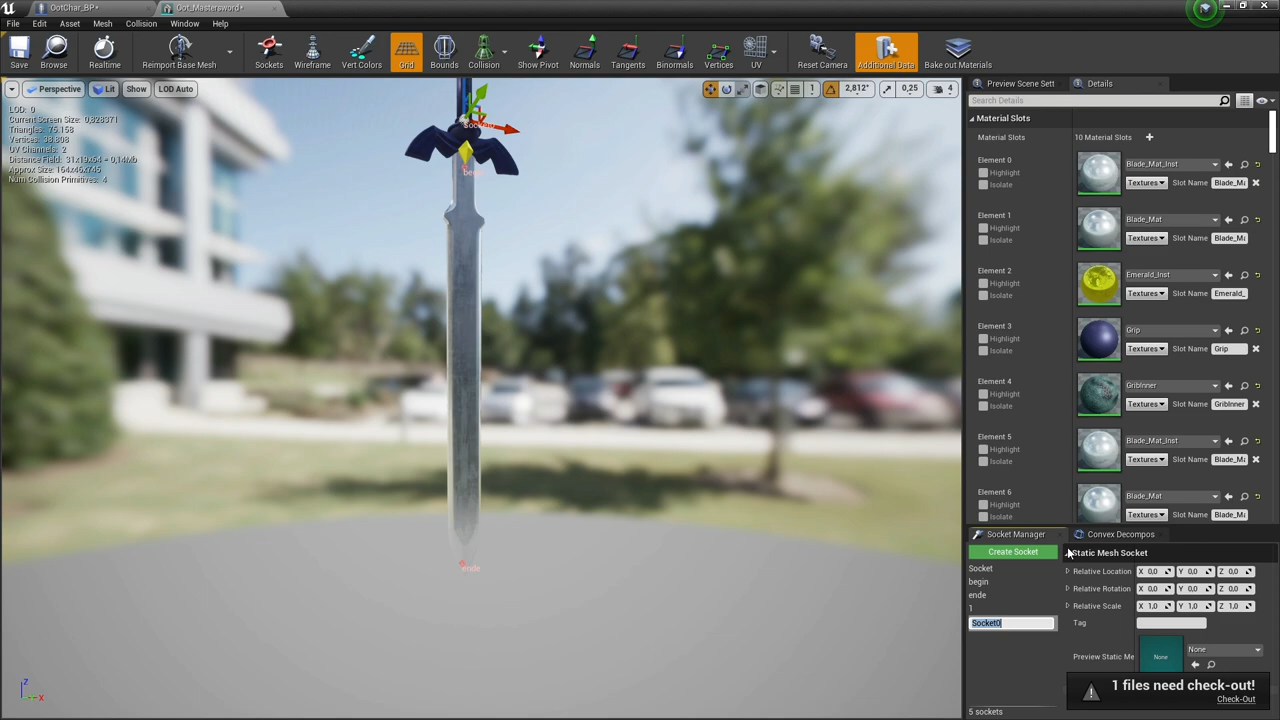 OotChar_BP*
Oot_Mastersword*
File Edit Asset Mesh Collision Window Help
Save Browse Realtime Reimport Base Mesh Sockets Wireframe Vert Colors Grid Bounds Collision Show Pivot Normals Tangents Binormals Vertices UV Reset Camera Additional Data Bake out Materials
Perspective Lit Show LOD Auto
1 2,812° 0,25 4
LOD: 0
Current Screen Size: 0,828371
Triangles: 75.158
UV Channels: 2
Distance Field: 31x19x64 = 0,14Mb
Approx Size: 164x46x745
Num Collision Primitives: 4
ende
Z
X
Preview Scene Sett
Details
Search Details
Material Slots
Material Slots 10 Material Slots
Element 0 Blade_Mat_Inst
Highlight
Isolate Textures Slot Name Blade_Ma
Element 1 Blade_Mat
Highlight
Isolate Textures Slot Name Blade_Ma
Element 2 Emerald_Inst
Highlight
Isolate Textures Slot Name Emerald_
Element 3 Grip
Highlight
Isolate Textures Slot Name Grip
Element 4 GribInner
Highlight
Isolate Textures Slot Name GribInner
Element 5 Blade_Mat_Inst
Highlight
Isolate Textures Slot Name Blade_Ma
Element 6 Blade_Mat
Highlight
Isolate Textures Slot Name Blade_Ma
Socket Manager
Convex Decompos
Create Socket
Socket
begin
ende
1
Socket0
5 sockets
Static Mesh Socket
Relative Location X 0,0 Y 0,0 Z 0,0
Relative Rotation X 0,0 Y 0,0 Z 0,0
Relative Scale X 1,0 Y 1,0 Z 1,0
Tag
Preview Static Me None None
1 files need check-out!
Check-Out